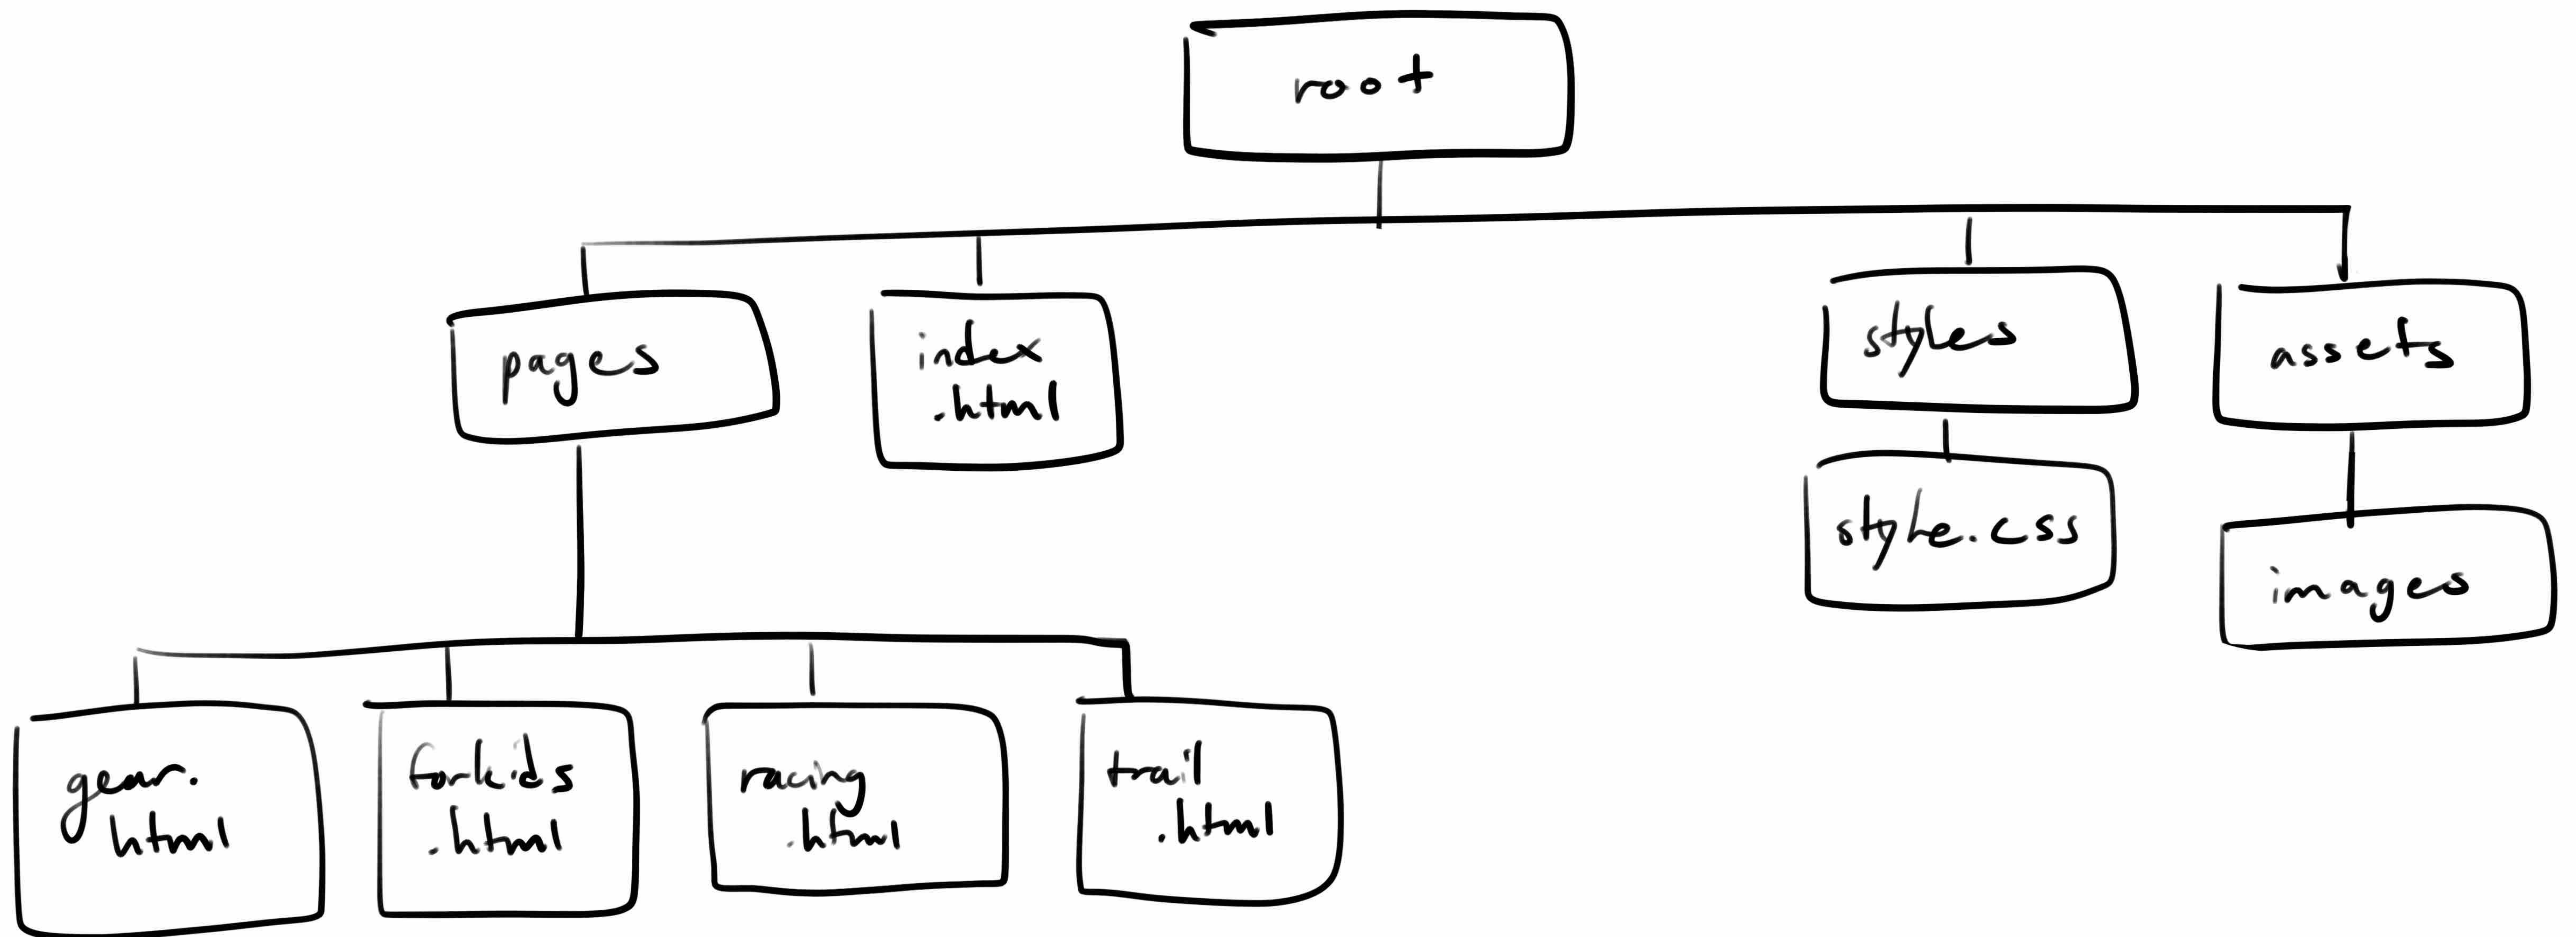 root
pages
index
.html
styles
assets
style.css
images
gear.
html
forkids
.html
racing
.html
trail
.html